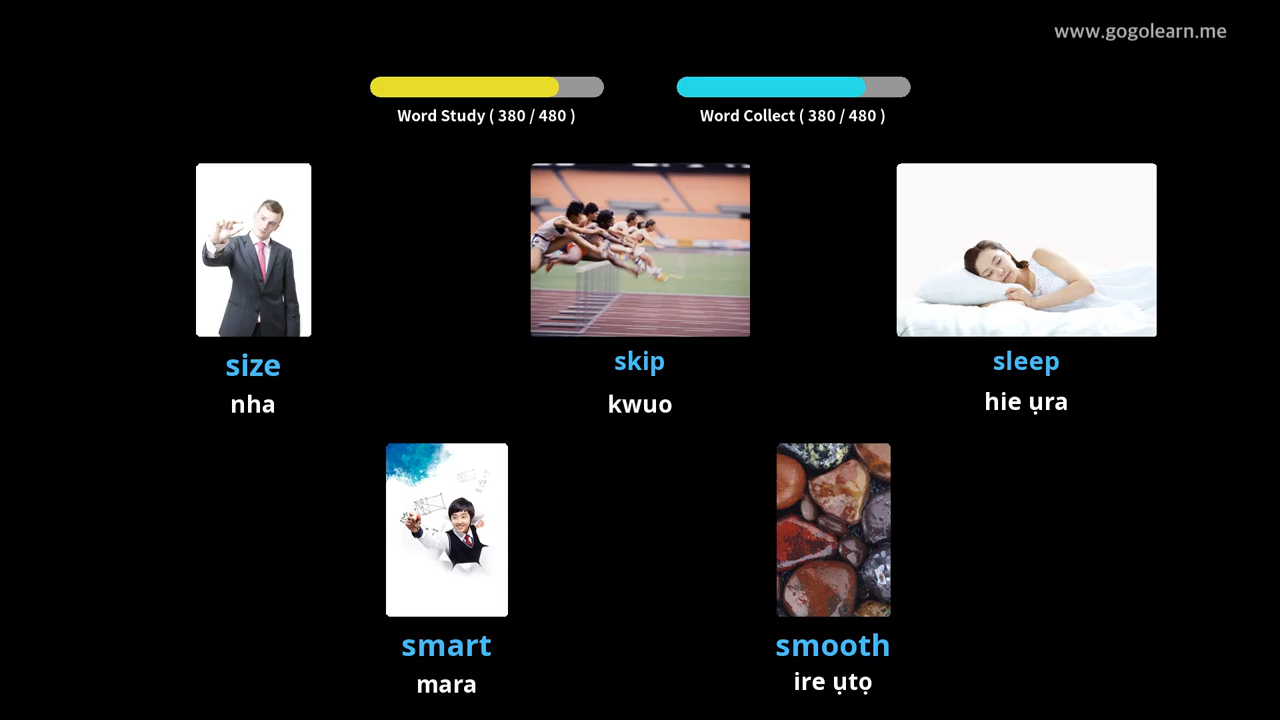 www.gogolearn.me
Word Study ( 380 / 480 )
Word Collect ( 380 / 480 )
size
nha
skip
kwuo
sleep
hie ụra
smart
mara
smooth
ire ụtọ